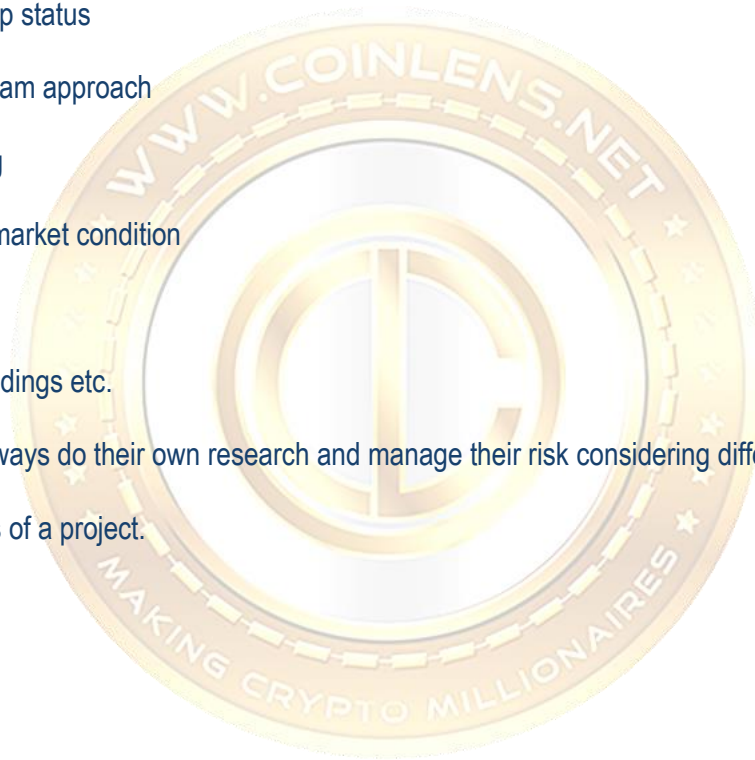 p status
am approach
WWW.COINLENS.NET
g
market condition
dings etc.
ways do their own research and manage their risk considering diffe
s of a project.
MAKING CRYPTO MILLIONAIRES